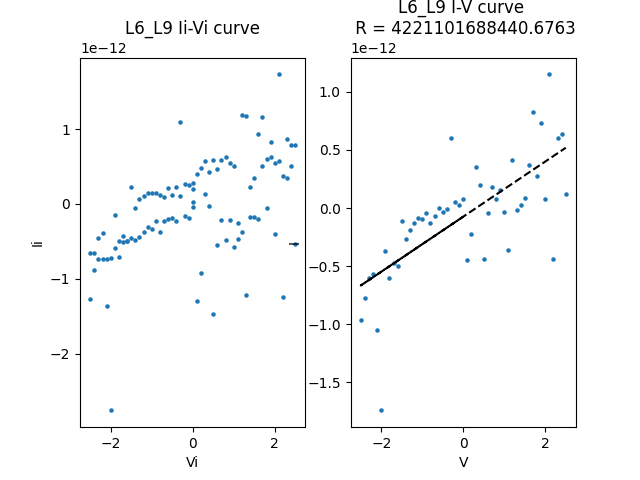 L6_L9 Ii-Vi curve
1e−12
Ii
1
0
−1
−2
−2
0
2
Vi
L6_L9 I-V curve
R = 4221101688440.6763
1e−12
1.0
0.5
0.0
−0.5
−1.0
−1.5
−2
0
2
V